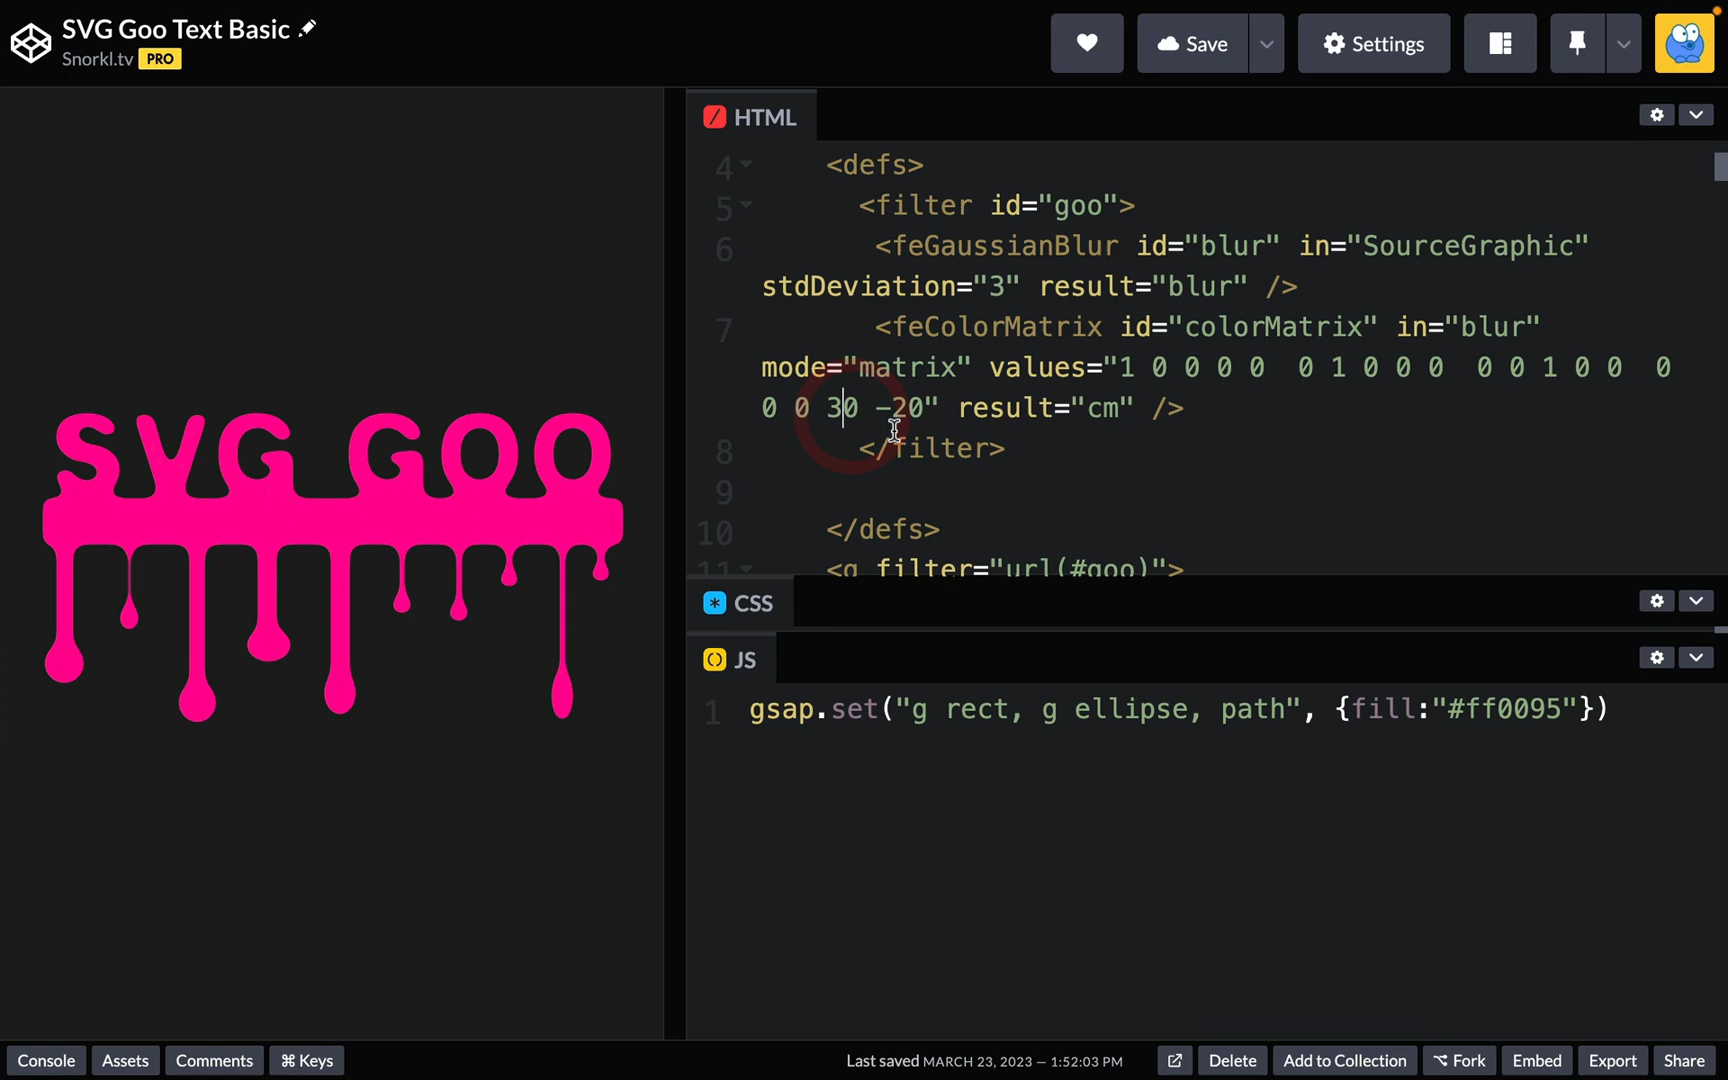 SVG Goo Text Basic
Snorkl.tv PRO
Save
Settings
SVG GOO
HTML
4 <defs>
5 <filter id="goo">
6 <feGaussianBlur id="blur" in="SourceGraphic"
stdDeviation="3" result="blur" />
7 <feColorMatrix id="colorMatrix" in="blur"
mode="matrix" values="1 0 0 0 0  0 1 0 0 0  0 0 1 0 0  0
0 0 30 -20" result="cm" />
8 </filter>
9
10 </defs>
11 <g filter="url(#goo)">
CSS
JS
1 gsap.set("g rect, g ellipse, path", {fill:"#ff0095"})
Console Assets Comments ⌘ Keys Last saved MARCH 23, 2023 — 1:52:03 PM Delete Add to Collection Fork Embed Export Share